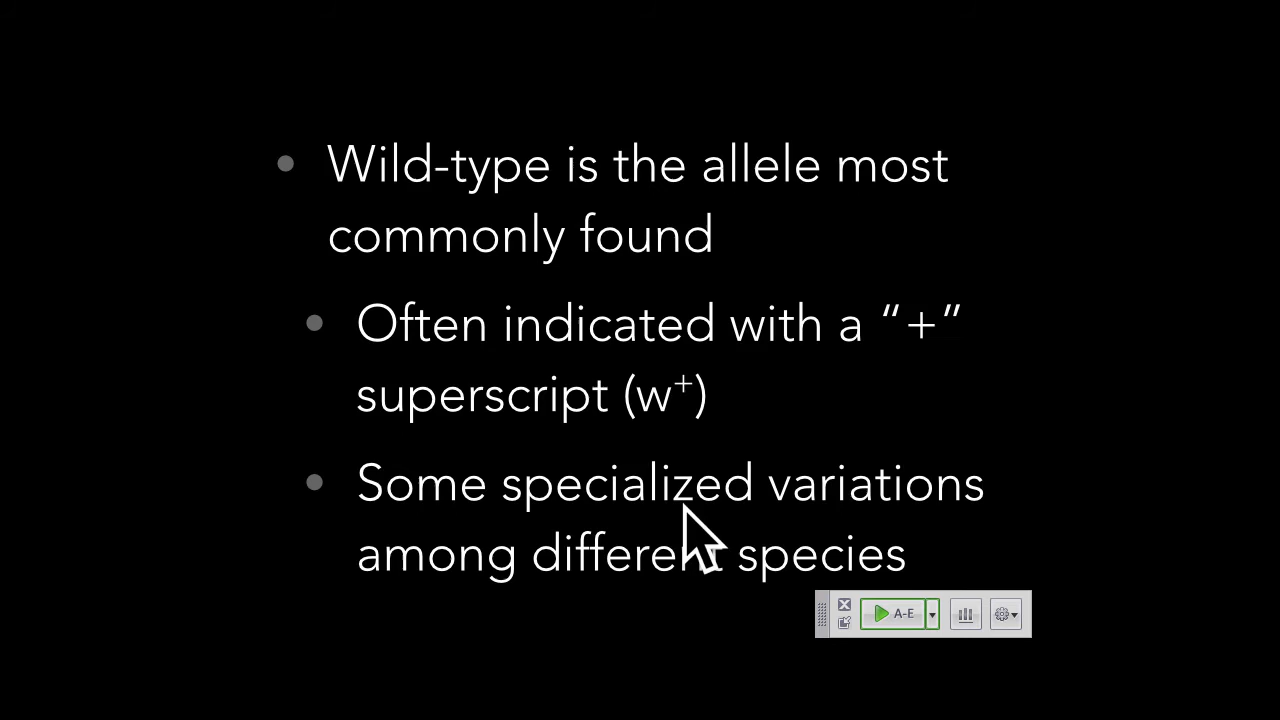 • Wild-type is the allele most
commonly found
• Often indicated with a “+”
superscript (w⁺)
• Some specialized variations
among different species
A-E